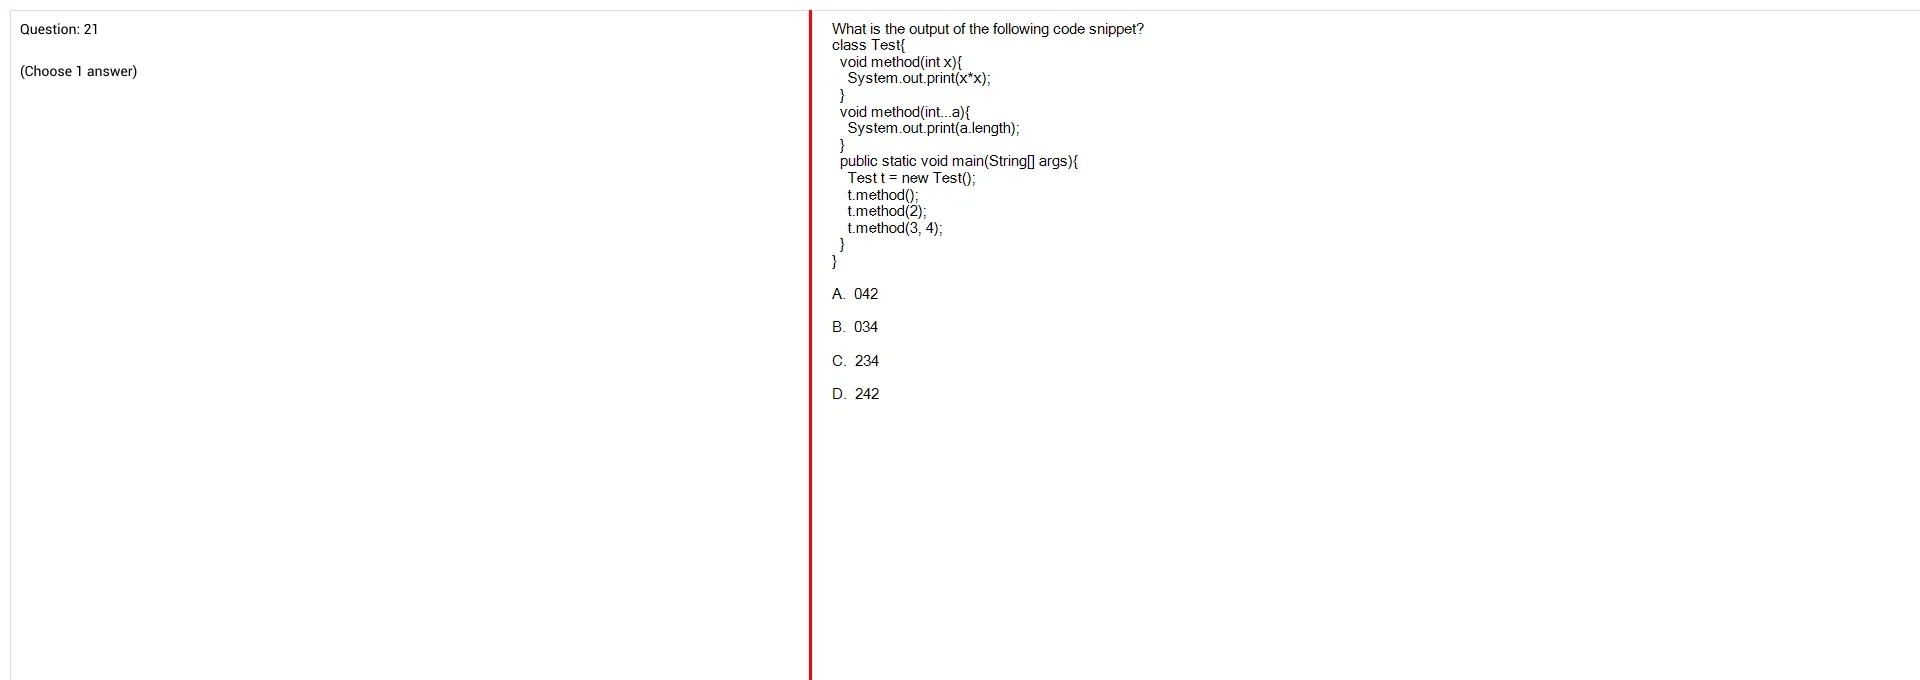 Question: 21
(Choose 1 answer)
What is the output of the following code snippet?
class Test{
void method(int x){
System.out.print(x*x);
}
void method(int...a){
System.out.print(a.length);
}
public static void main(String[] args){
Test t = new Test();
t.method();
t.method(2);
t.method(3, 4);
}
}
A. 042
B. 034
C. 234
D. 242